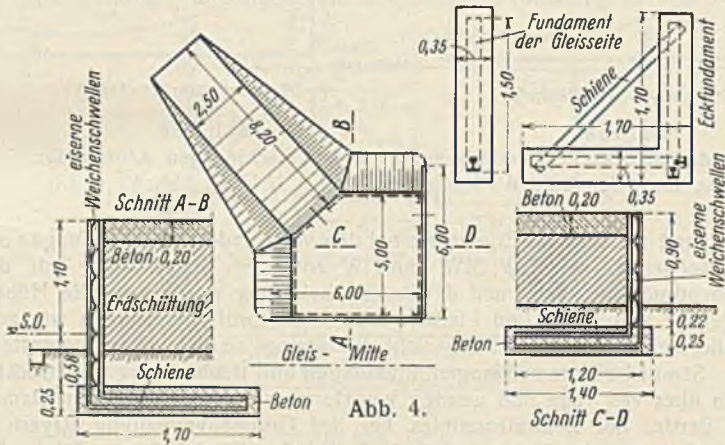 Fundament
der Gleisseite
0,35
1,50
Schiene
1,70
1,70
Eckfundament
0,35
eiserne
Weichenschwellen
2,50
8,20
B
C
D
5,00
6,00
6,00
A
Gleis - Mitte
Schnitt A-B
eiserne
Weichenschwellen
Beton 0,20
1,10
Erdschüttung
S.O.
0,58
Schiene
0,25
Beton
1,70
Abb. 4.
Beton 0,20
0,90
Schiene
0,22
Beton
0,25
1,20
1,40
Schnitt C-D